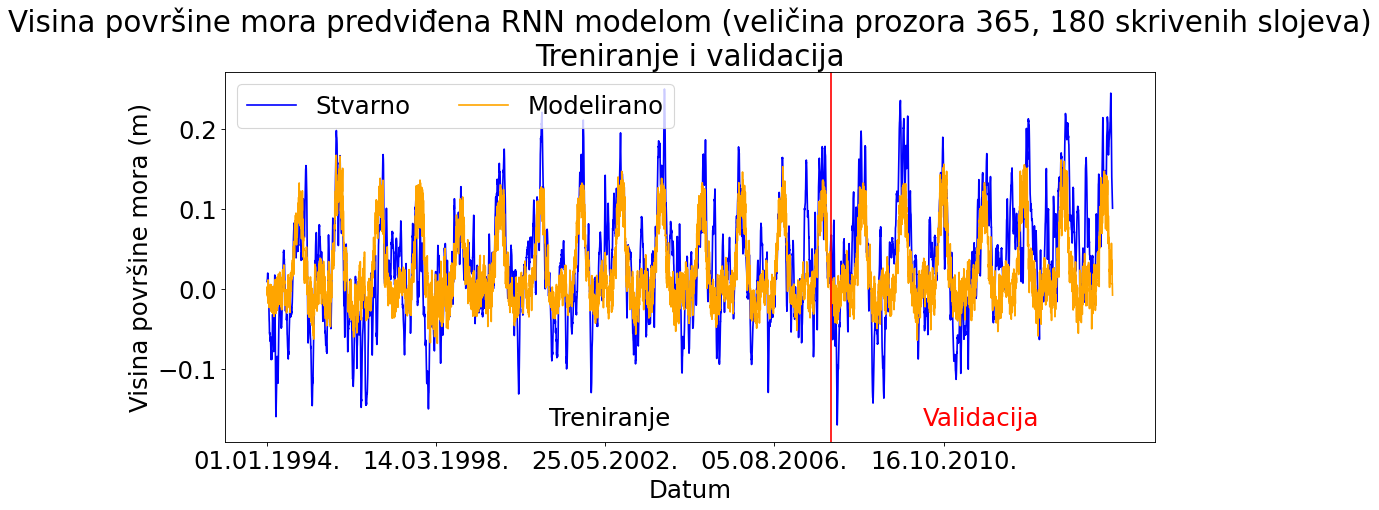 Visina površine mora predviđena RNN modelom (veličina prozora 365, 180 skrivenih slojeva)
Treniranje i validacija
Stvarno Modelirano
Visina površine mora (m)
0.2
0.1
0.0
−0.1
Treniranje Validacija
01.01.1994. 14.03.1998. 25.05.2002. 05.08.2006. 16.10.2010.
Datum